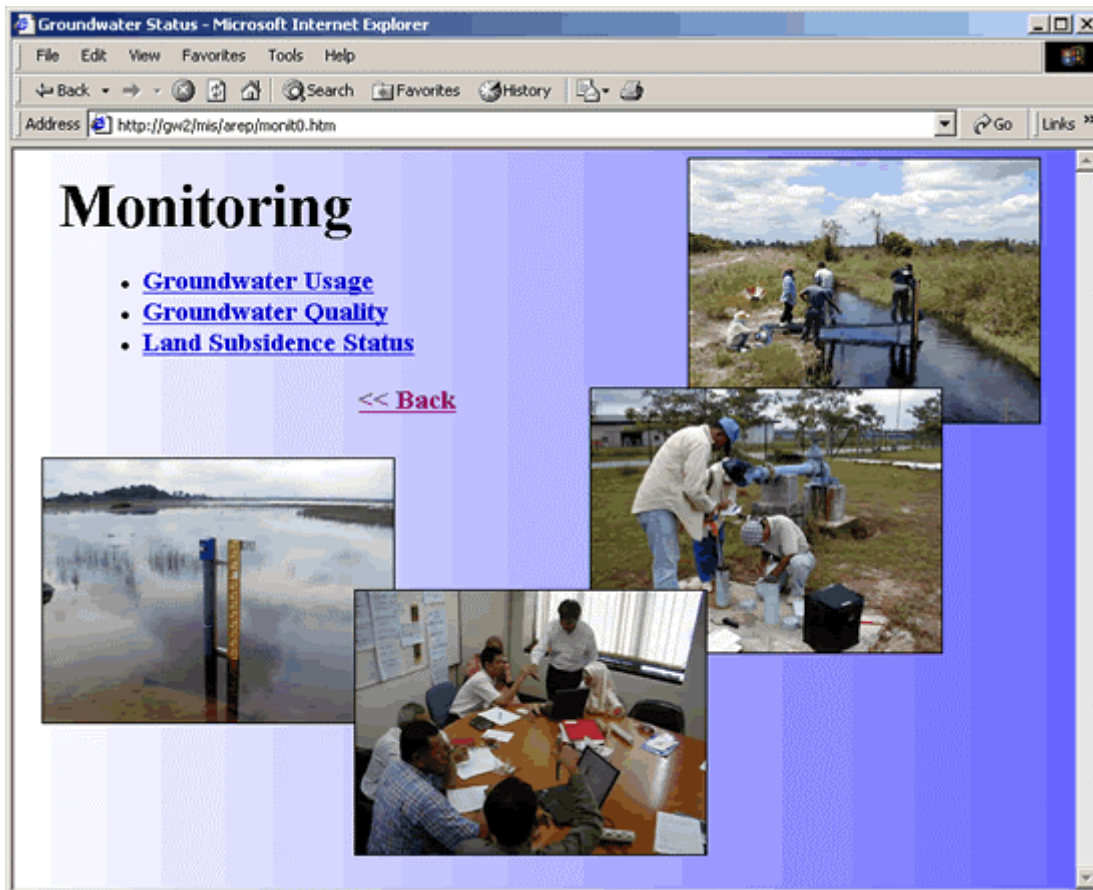 Groundwater Status - Microsoft Internet Explorer
File Edit View Favorites Tools Help
Back Search Favorites History
Address http://gw2/mis/arep/monit0.htm Go Links »
Monitoring
• Groundwater Usage
• Groundwater Quality
• Land Subsidence Status
<< Back